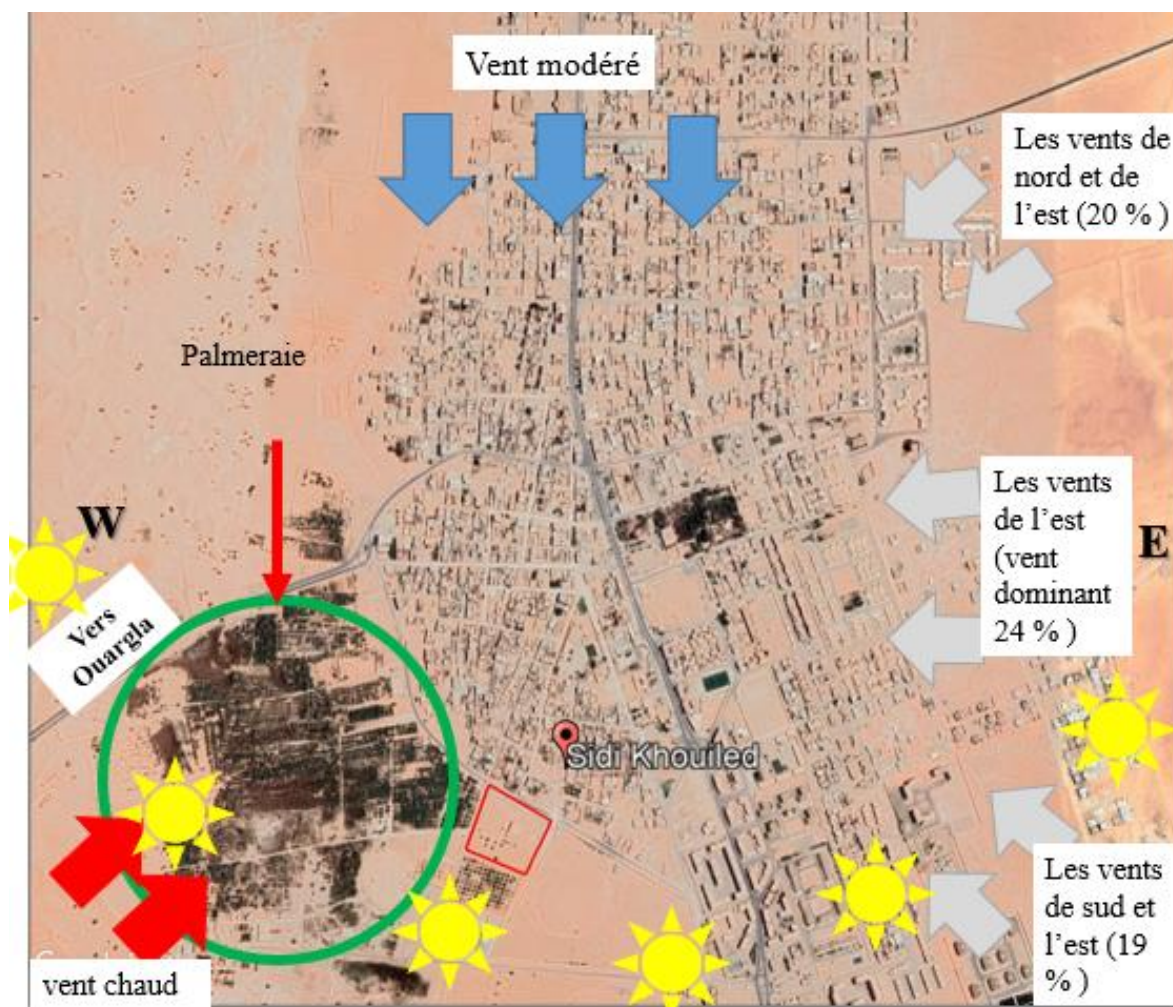 Vent modéré
Les vents de
nord et de
l'est (20 % )
Palmeraie
W
Vers
Ouargla
Les vents
de l'est
(vent
dominant
24 % )
E
Sidi Khouiled
Les vents
de sud et
l'est (19
% )
vent chaud